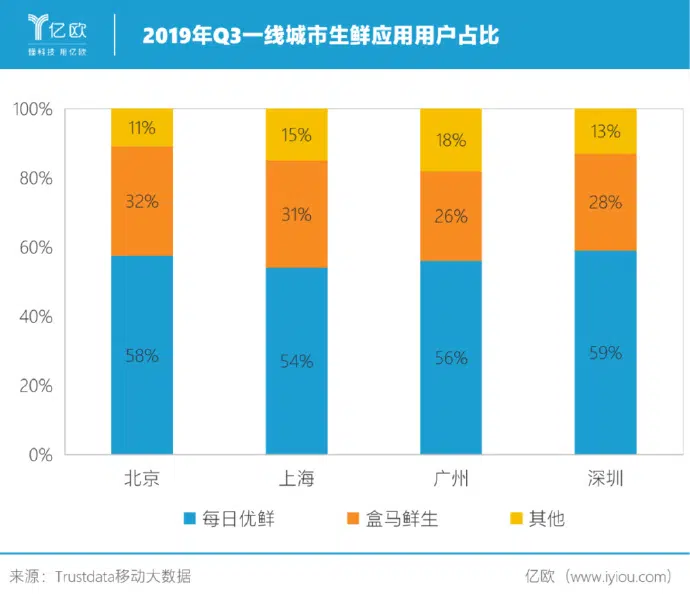 亿欧
懂科技 用亿欧
2019年Q3一线城市生鲜应用用户占比
100%
80%
60%
40%
20%
0%
11%
15%
18%
13%
32%
31%
26%
28%
58%
54%
56%
59%
北京
上海
广州
深圳
每日优鲜
盒马鲜生
其他
来源：Trustdata移动大数据
亿欧（www.iyiou.com）